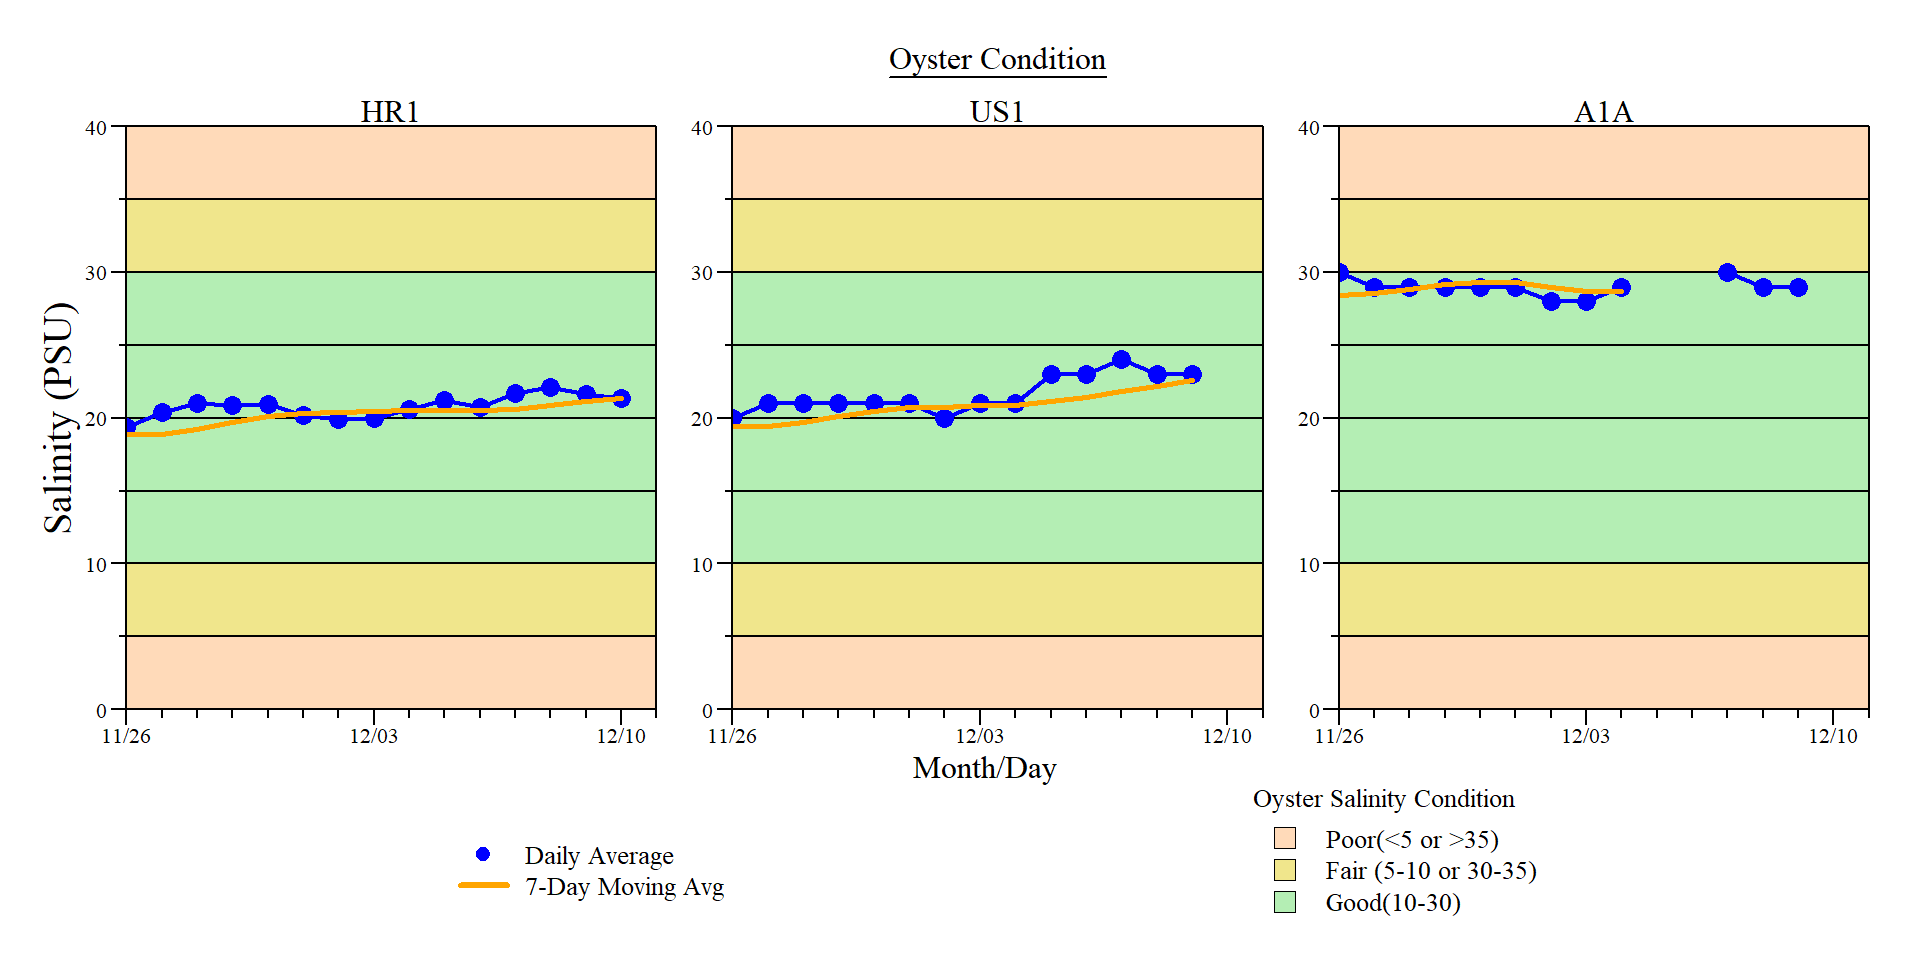 Oyster Condition
HR1
US1
A1A
40
30
20
10
0
40
30
20
10
0
40
30
20
10
0
Salinity (PSU)
11/26
12/03
12/10
11/26
12/03
12/10
11/26
12/03
12/10
Month/Day
Daily Average
7-Day Moving Avg
Oyster Salinity Condition
Poor(<5 or >35)
Fair (5-10 or 30-35)
Good(10-30)